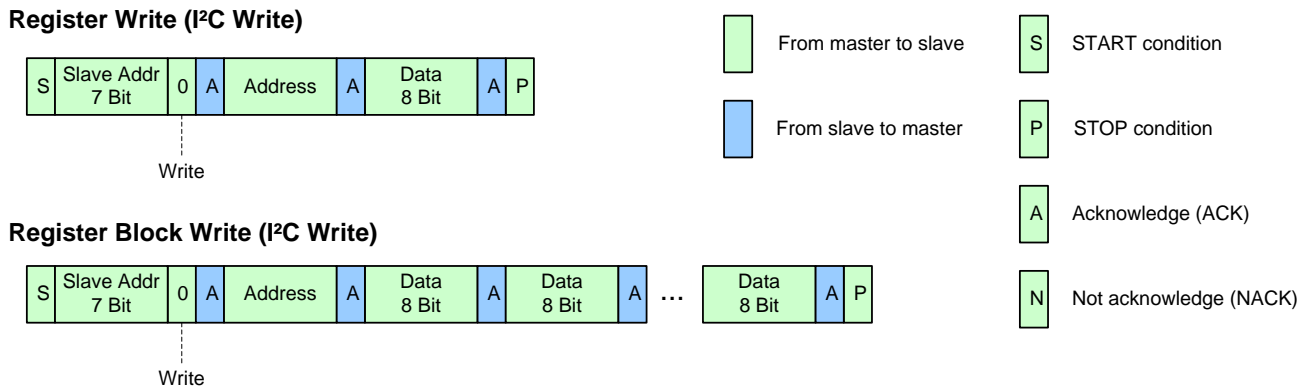 Register Write (I²C Write)
S Slave Addr 7 Bit 0 A Address A Data 8 Bit A P
Write
Register Block Write (I²C Write)
S Slave Addr 7 Bit 0 A Address A Data 8 Bit A Data 8 Bit A ... Data 8 Bit A P
Write
From master to slave
From slave to master
S START condition
P STOP condition
A Acknowledge (ACK)
N Not acknowledge (NACK)